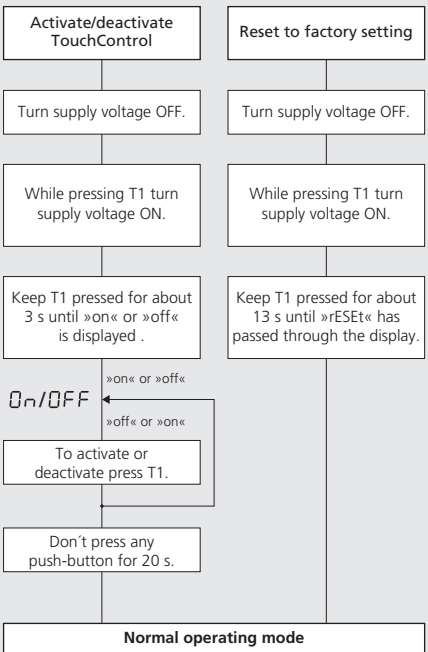 Activate/deactivate
TouchControl
Turn supply voltage OFF.
While pressing T1 turn
supply voltage ON.
Keep T1 pressed for about
3 s until »on« or »off«
is displayed .
»on« or »off«
On/OFF
»off« or »on«
To activate or
deactivate press T1.
Don´t press any
push-button for 20 s.
Reset to factory setting
Turn supply voltage OFF.
While pressing T1 turn
supply voltage ON.
Keep T1 pressed for about
13 s until »rESEt« has
passed through the display.
Normal operating mode